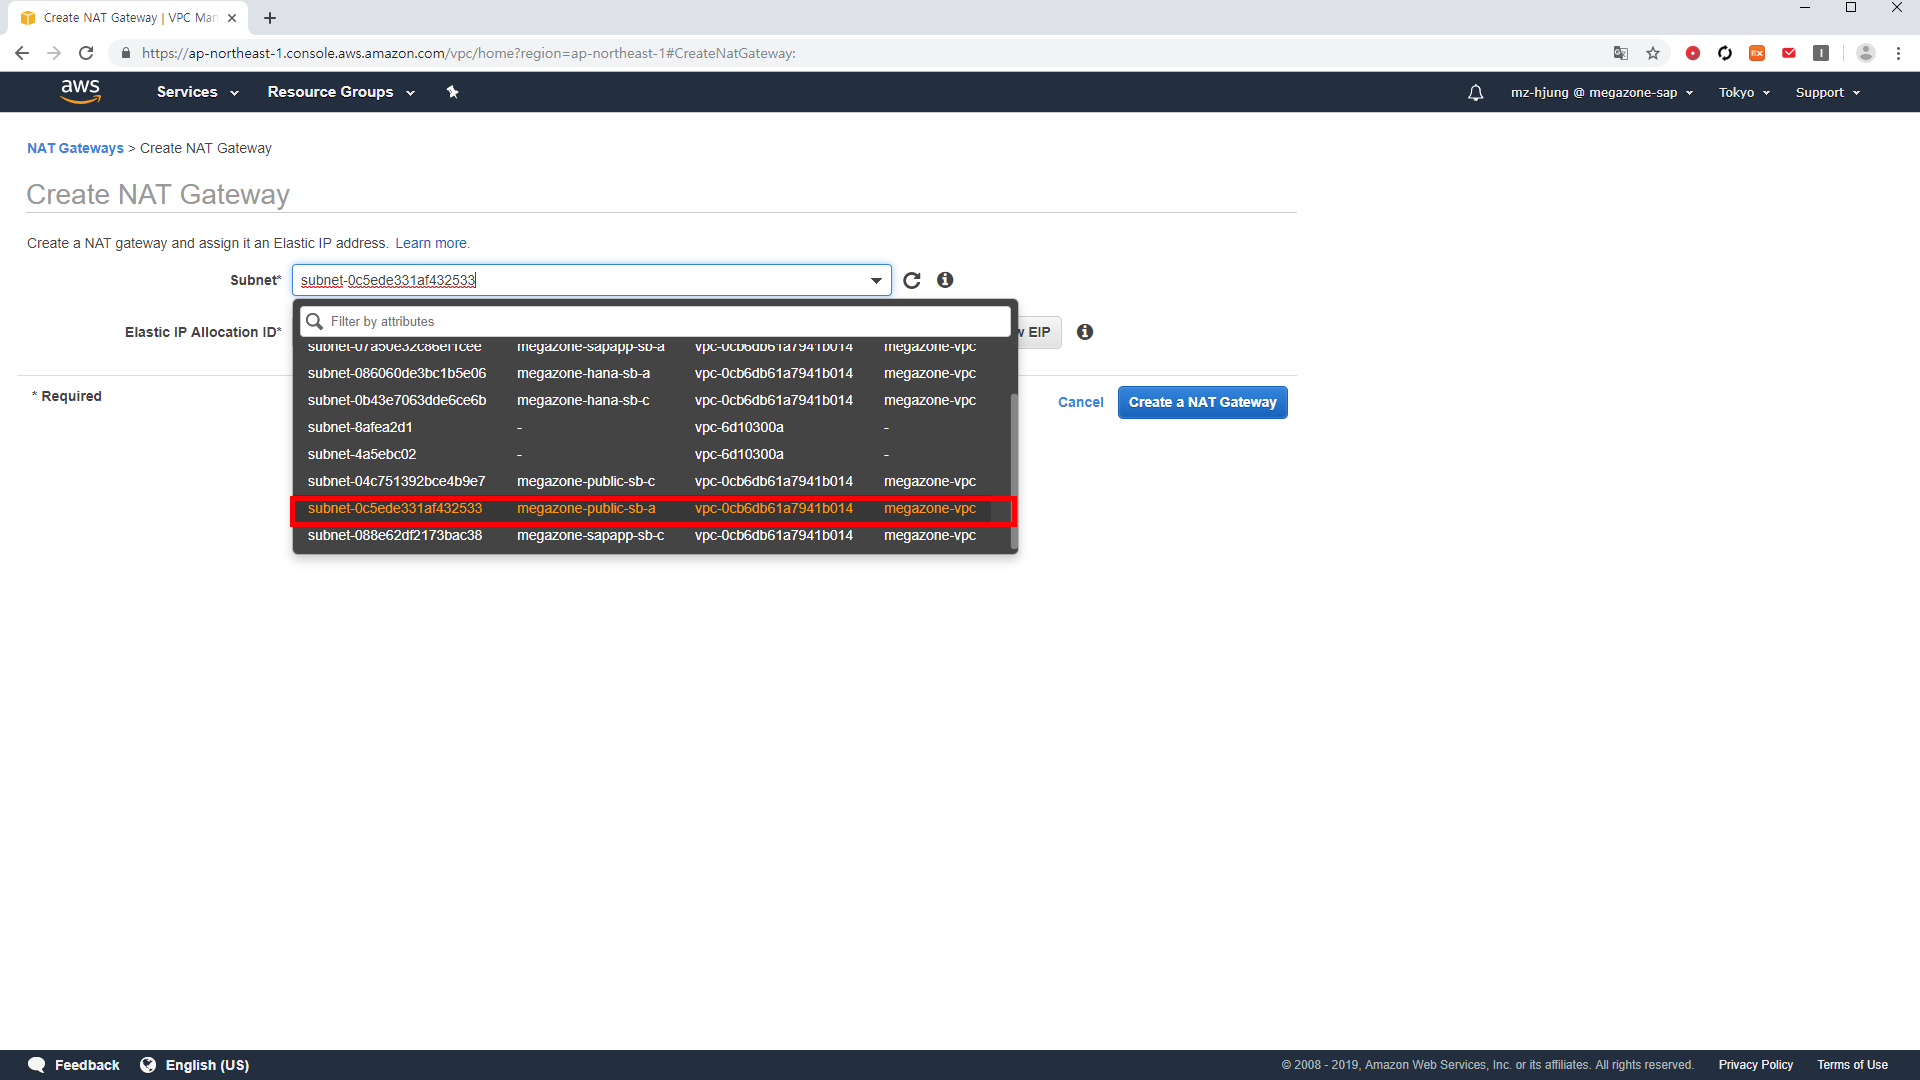 Create NAT Gateway | VPC Man
https://ap-northeast-1.console.aws.amazon.com/vpc/home?region=ap-northeast-1#CreateNatGateway:
aws Services Resource Groups mz-hjung @ megazone-sap Tokyo Support
NAT Gateways > Create NAT Gateway
Create NAT Gateway
Create a NAT gateway and assign it an Elastic IP address. Learn more.
Subnet* subnet-0c5ede331af432533
Filter by attributes
Elastic IP Allocation ID* w EIP
subnet-07a50e32c86ef1cee megazone-sapapp-sb-a vpc-0cb6db61a7941b014 megazone-vpc
subnet-086060de3bc1b5e06 megazone-hana-sb-a vpc-0cb6db61a7941b014 megazone-vpc
* Required
subnet-0b43e7063dde6ce6b megazone-hana-sb-c vpc-0cb6db61a7941b014 megazone-vpc
Cancel Create a NAT Gateway
subnet-8afea2d1 - vpc-6d10300a -
subnet-4a5ebc02 - vpc-6d10300a -
subnet-04c751392bce4b9e7 megazone-public-sb-c vpc-0cb6db61a7941b014 megazone-vpc
subnet-0c5ede331af432533 megazone-public-sb-a vpc-0cb6db61a7941b014 megazone-vpc
subnet-088e62df2173bac38 megazone-sapapp-sb-c vpc-0cb6db61a7941b014 megazone-vpc
Feedback English (US) © 2008 - 2019, Amazon Web Services, Inc. or its affiliates. All rights reserved. Privacy Policy Terms of Use